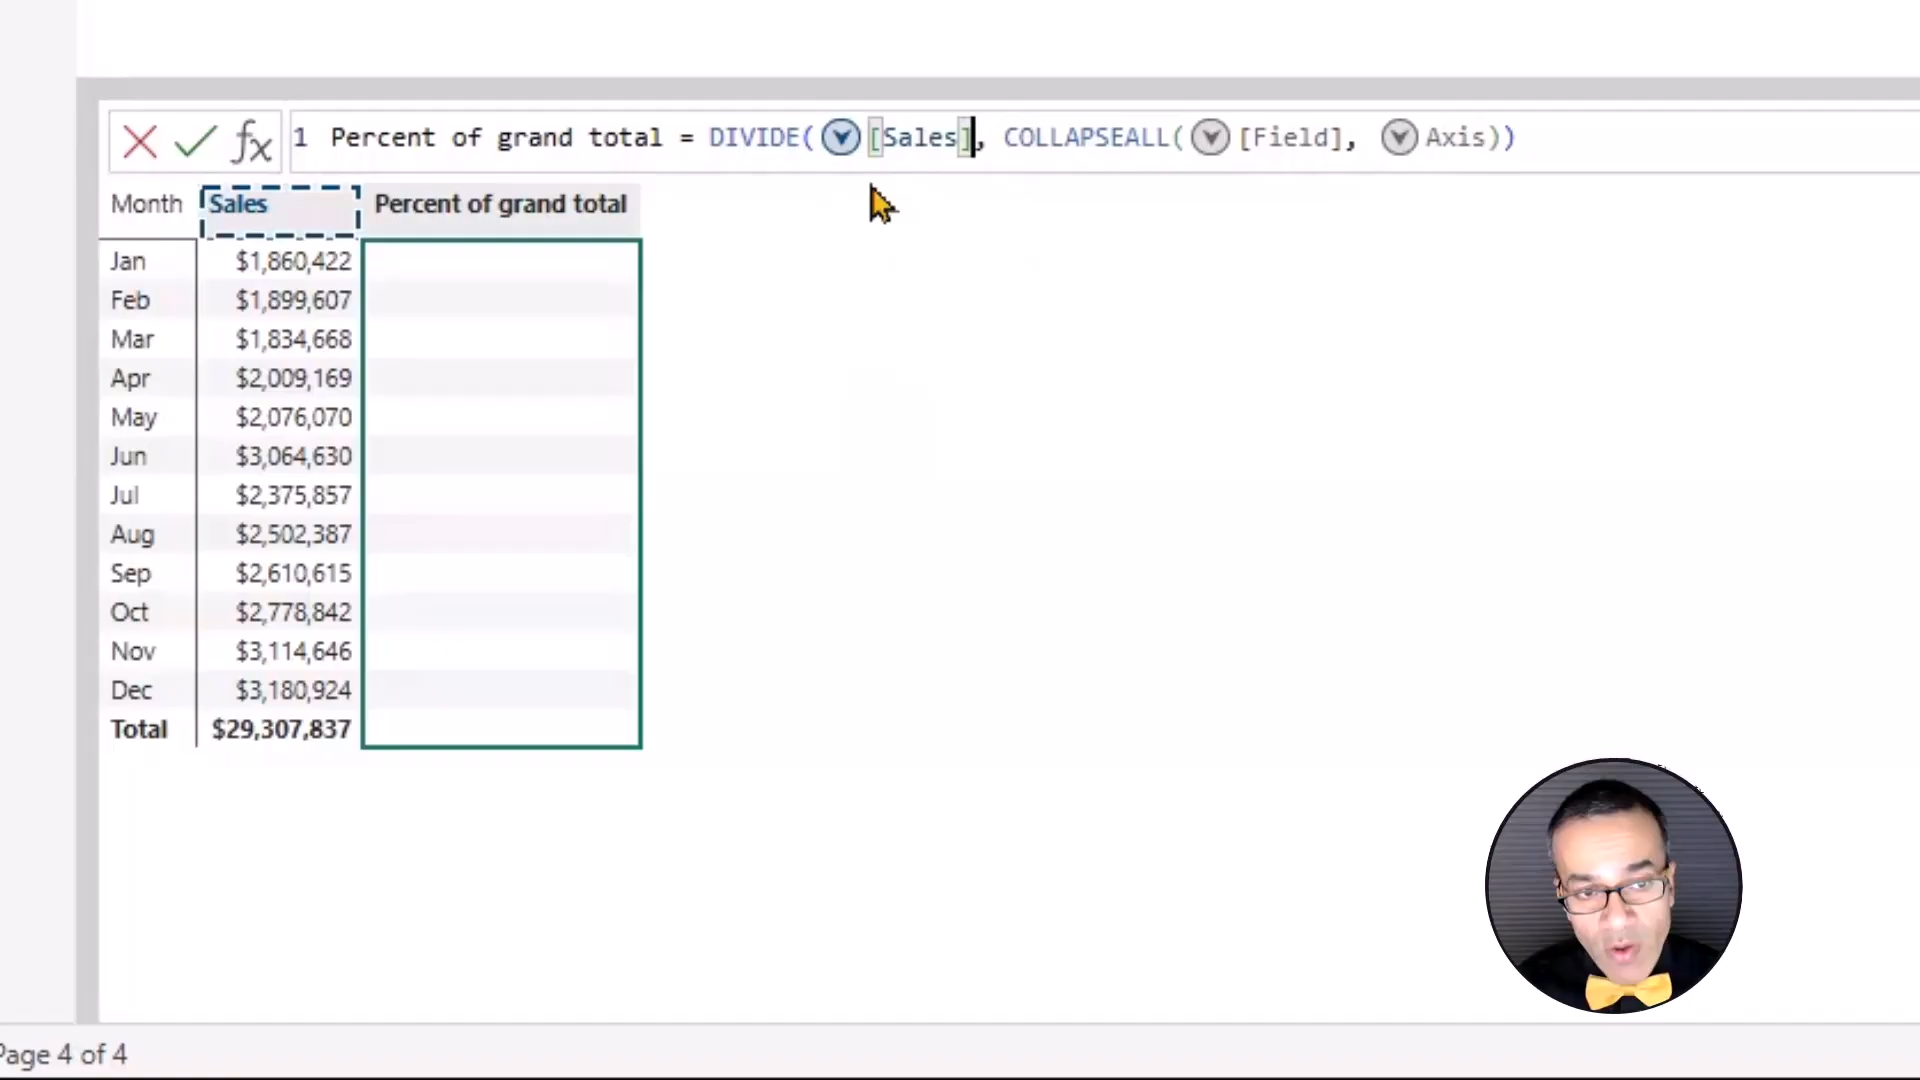 fx 1 Percent of grand total = DIVIDE( [Sales], COLLAPSEALL( [Field], Axis))
Month Sales Percent of grand total
Jan $1,860,422
Feb $1,899,607
Mar $1,834,668
Apr $2,009,169
May $2,076,070
Jun $3,064,630
Jul $2,375,857
Aug $2,502,387
Sep $2,610,615
Oct $2,778,842
Nov $3,114,646
Dec $3,180,924
Total $29,307,837
Page 4 of 4